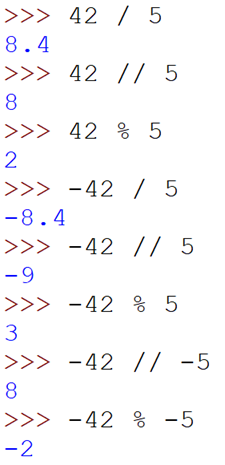 >>> 42 / 5
8.4
>>> 42 // 5
8
>>> 42 % 5
2
>>> -42 / 5
-8.4
>>> -42 // 5
-9
>>> -42 % 5
3
>>> -42 // -5
8
>>> -42 % -5
-2